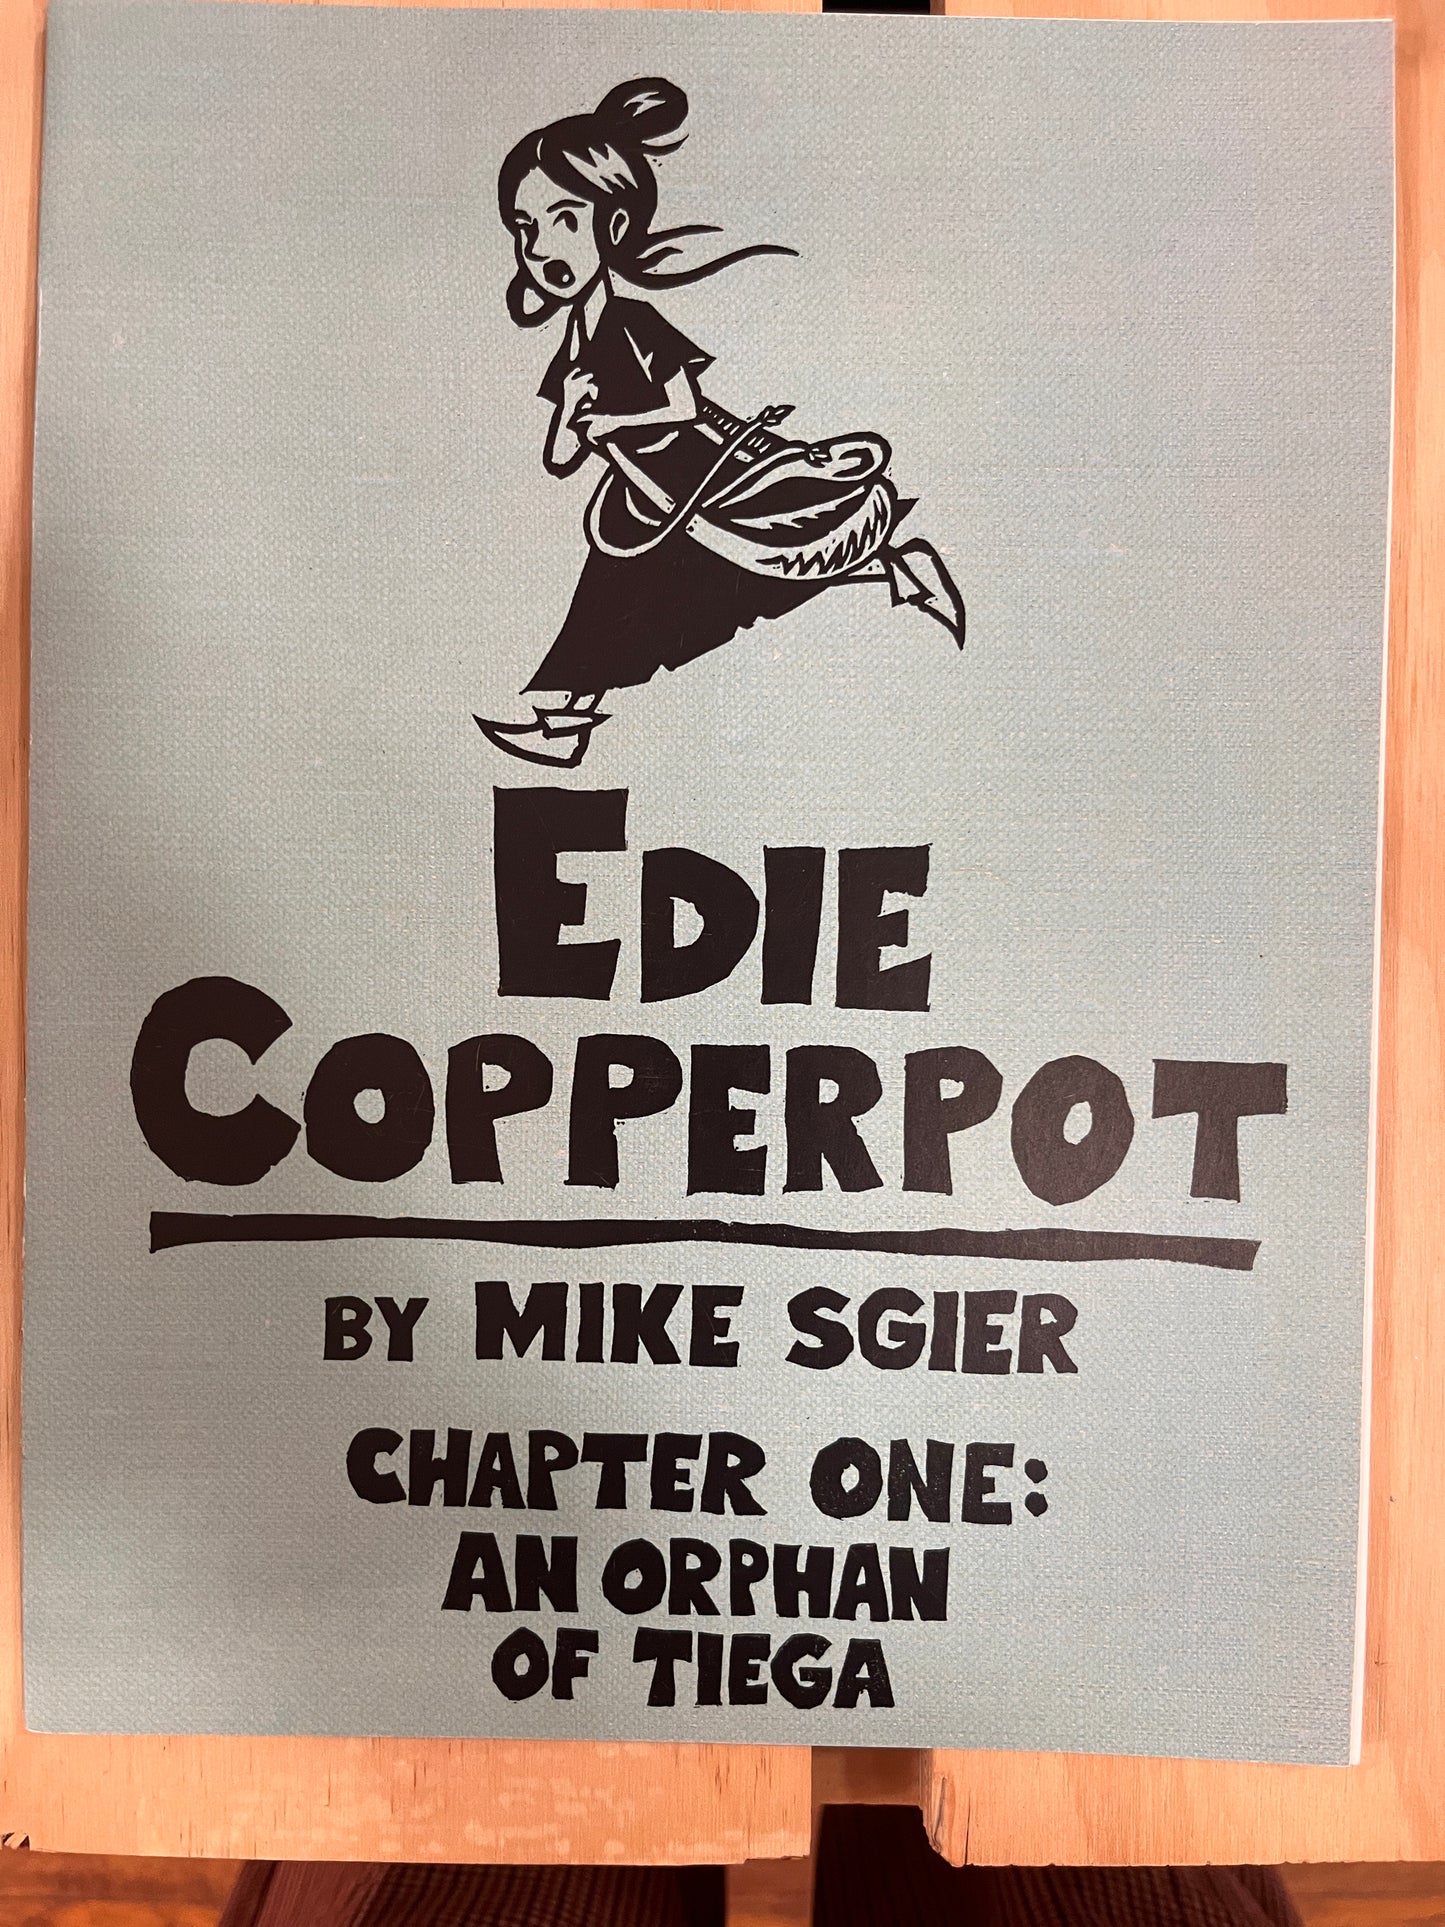 EDIE
COPPERPOT
BY MIKE SGIER
CHAPTER ONE:
AN ORPHAN
OF TIEGA